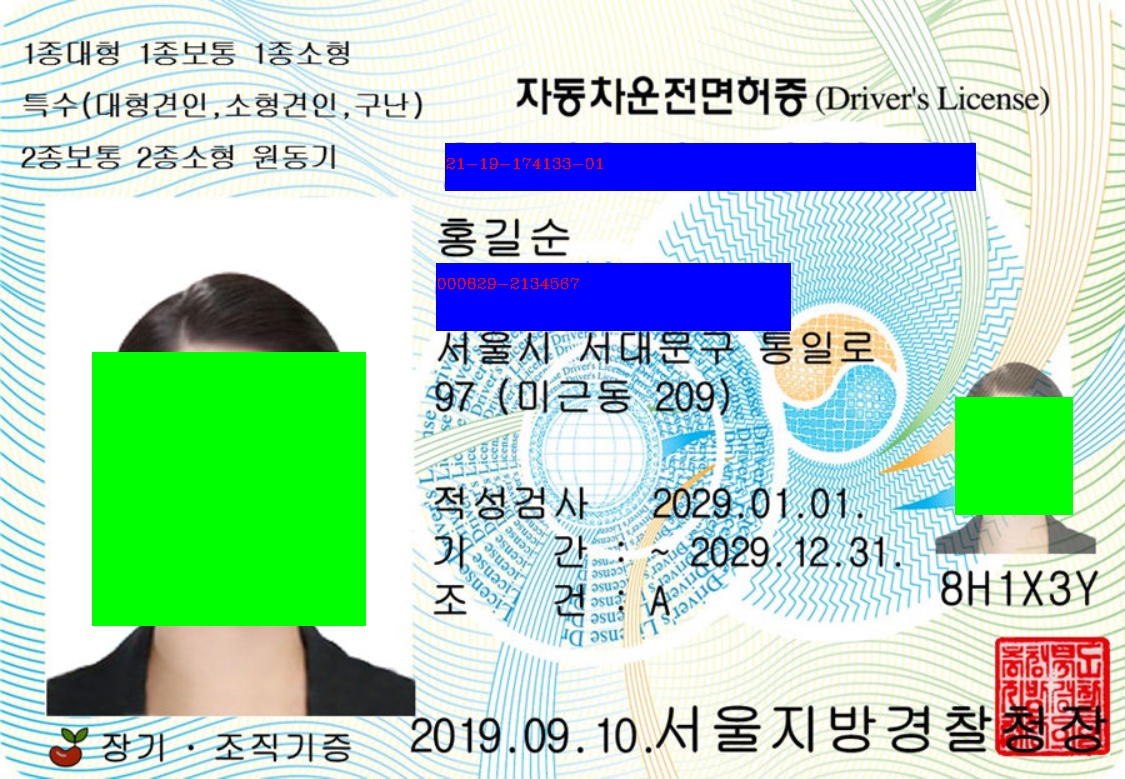 1종대형 1종보통 1종소형
특수(대형견인,소형견인,구난)
2종보통 2종소형 원동기
자동차운전면허증 (Driver's License)
21-19-174133-01
홍길순
000829-2134567
서울시 서대문구 통일로
97 (미근동 209)
적성검사 2029.01.01.
기 간 : ~ 2029.12.31.
조 건 : A
8H1X3Y
장기 · 조직기증
2019.09.10.서울지방경찰청장